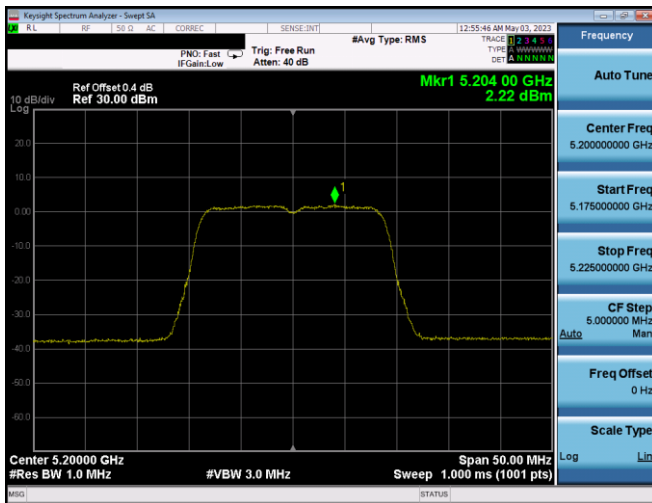 Keysight Spectrum Analyzer - Swept SA
RL RF 50 Ω AC CORREC SENSE:INT 12:55:46 AM May 03, 2023
#Avg Type: RMS
TRACE 1 2 3 4 5 6
PNO: Fast Trig: Free Run TYPE A WWWWW
IFGain:Low Atten: 40 dB DET A N N N N N
Mkr1 5.204 00 GHz
Ref Offset 0.4 dB 2.22 dBm
10 dB/div Ref 30.00 dBm
Log
20.0
10.0
0.00
-10.0
-20.0
-30.0
-40.0
-50.0
-60.0
1
Center 5.20000 GHz Span 50.00 MHz
#Res BW 1.0 MHz #VBW 3.0 MHz Sweep 1.000 ms (1001 pts)
MSG STATUS
Frequency
Auto Tune
Center Freq
5.200000000 GHz
Start Freq
5.175000000 GHz
Stop Freq
5.225000000 GHz
CF Step
5.000000 MHz
Auto Man
Freq Offset
0 Hz
Scale Type
Log Lin